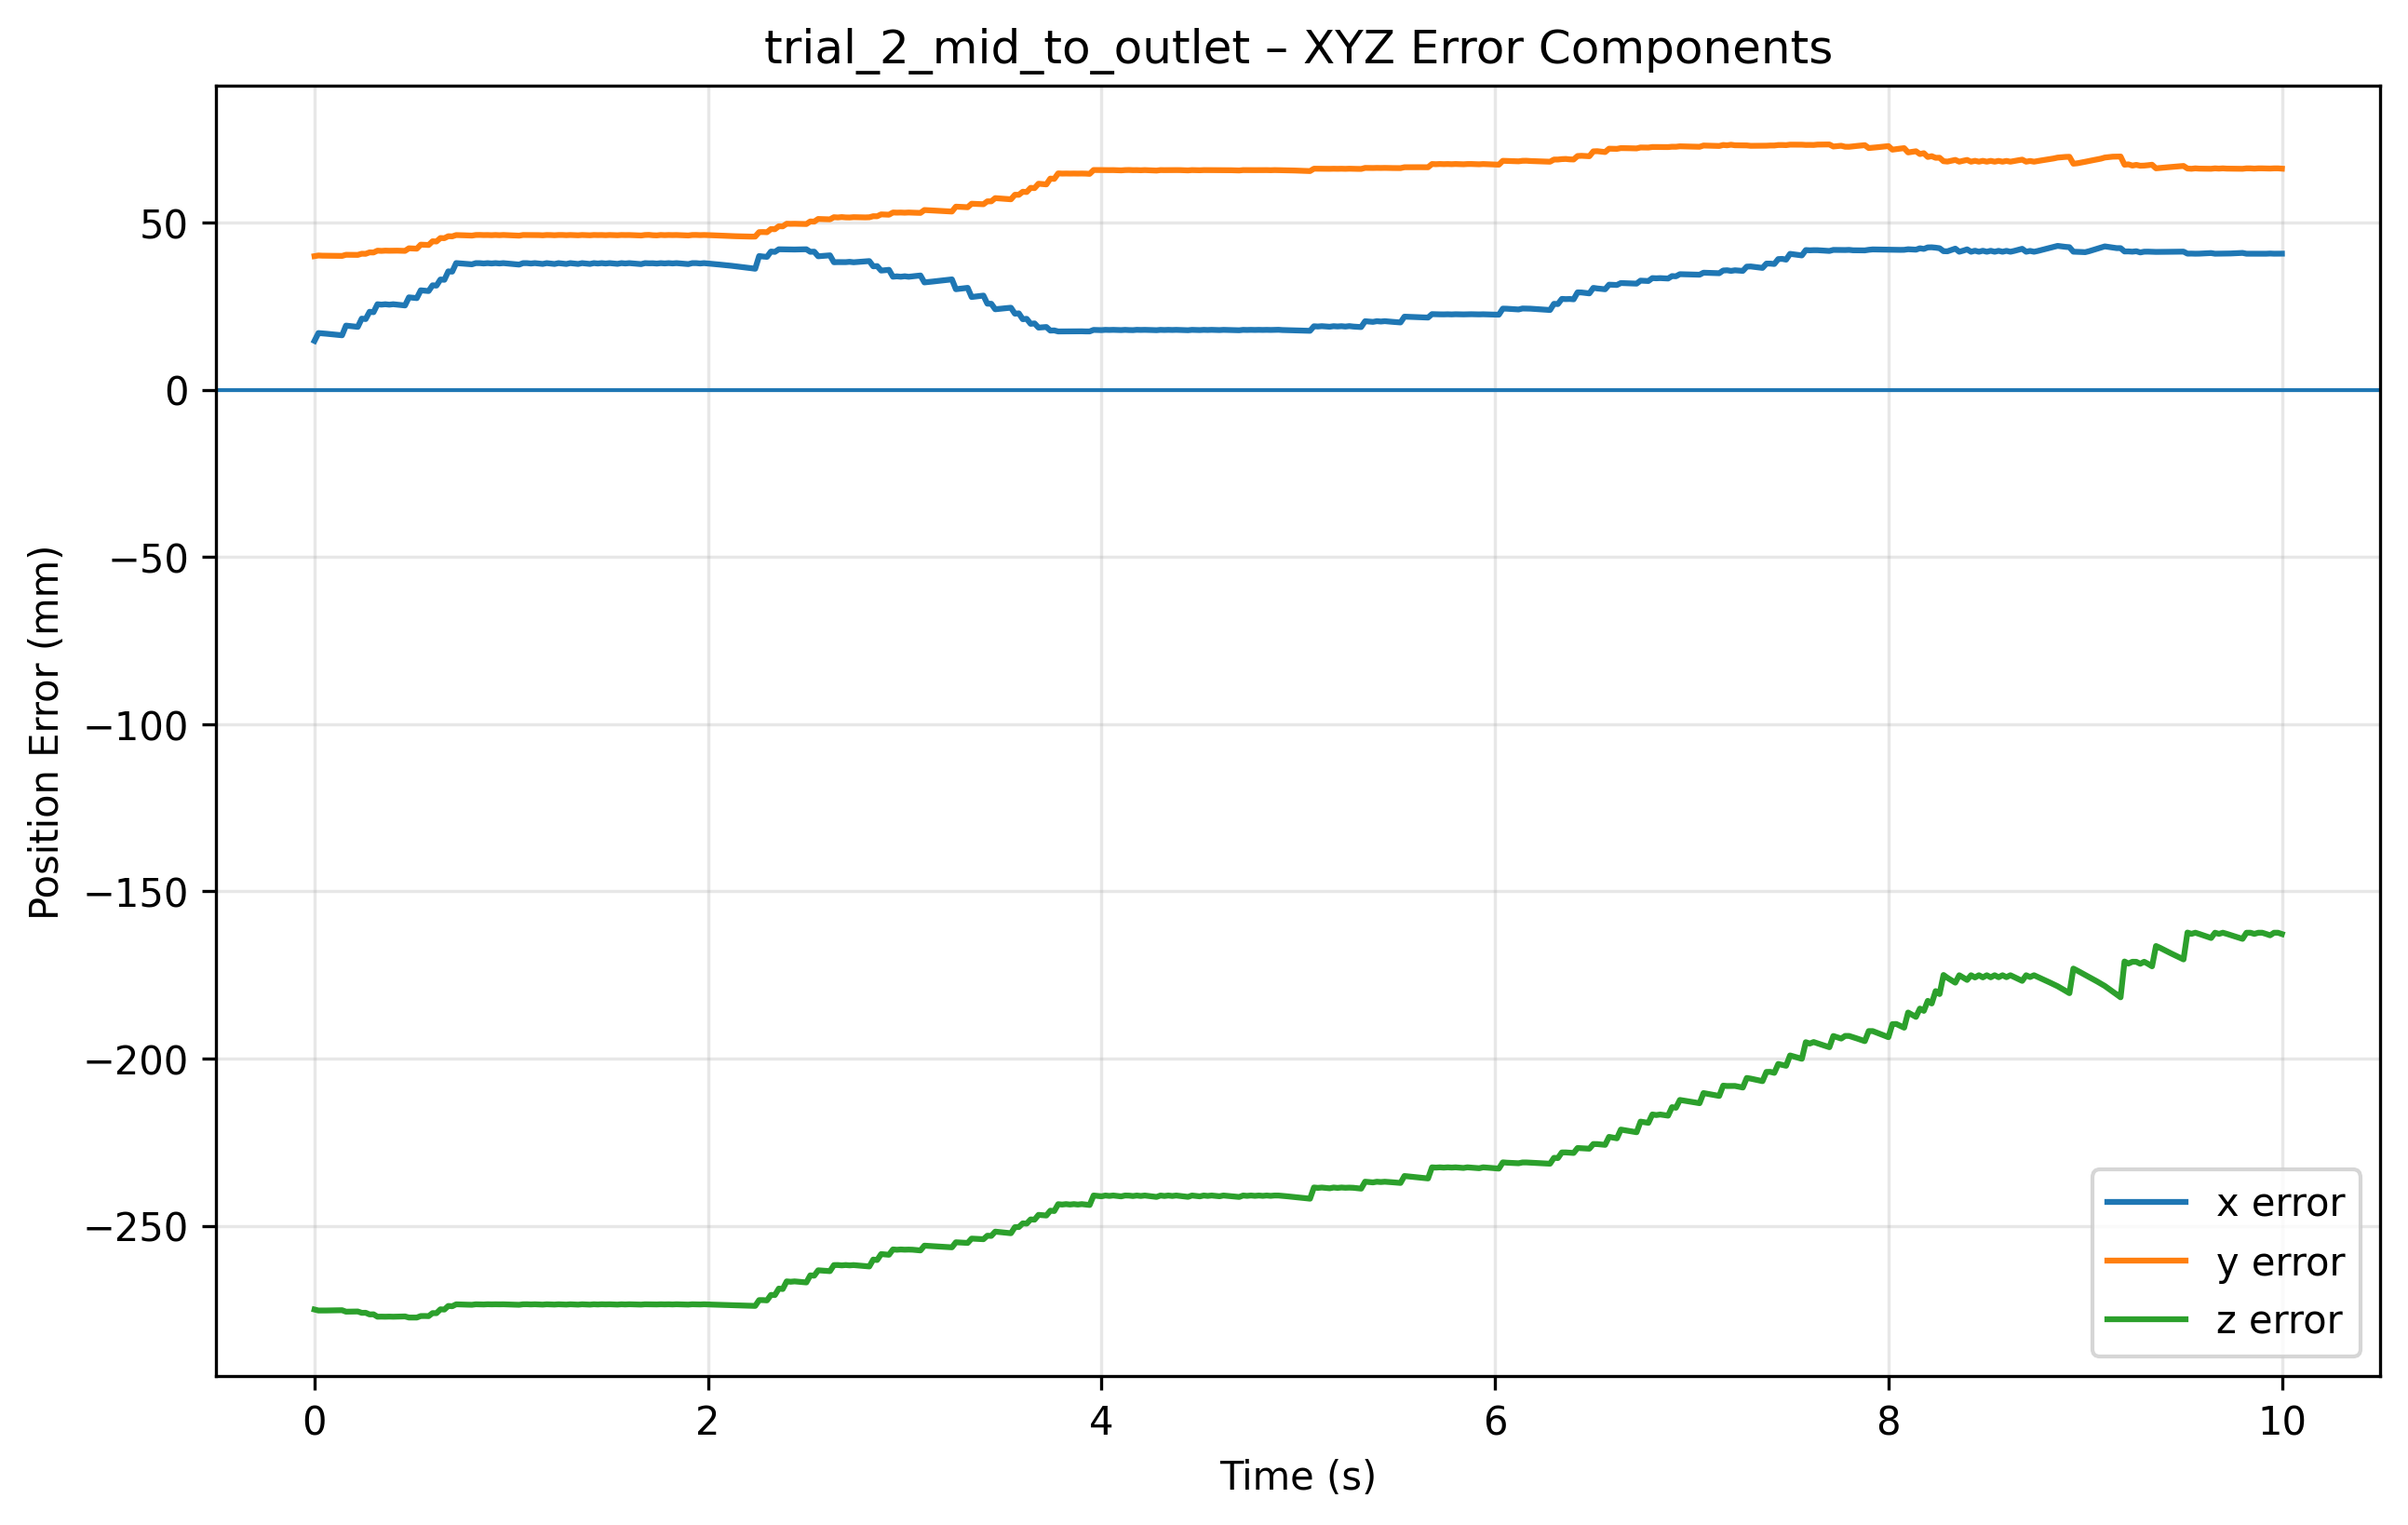 trial_2_mid_to_outlet – XYZ Error Components
Position Error (mm)
50
0
−50
−100
−150
−200
−250
x error
y error
z error
0 2 4 6 8 10
Time (s)